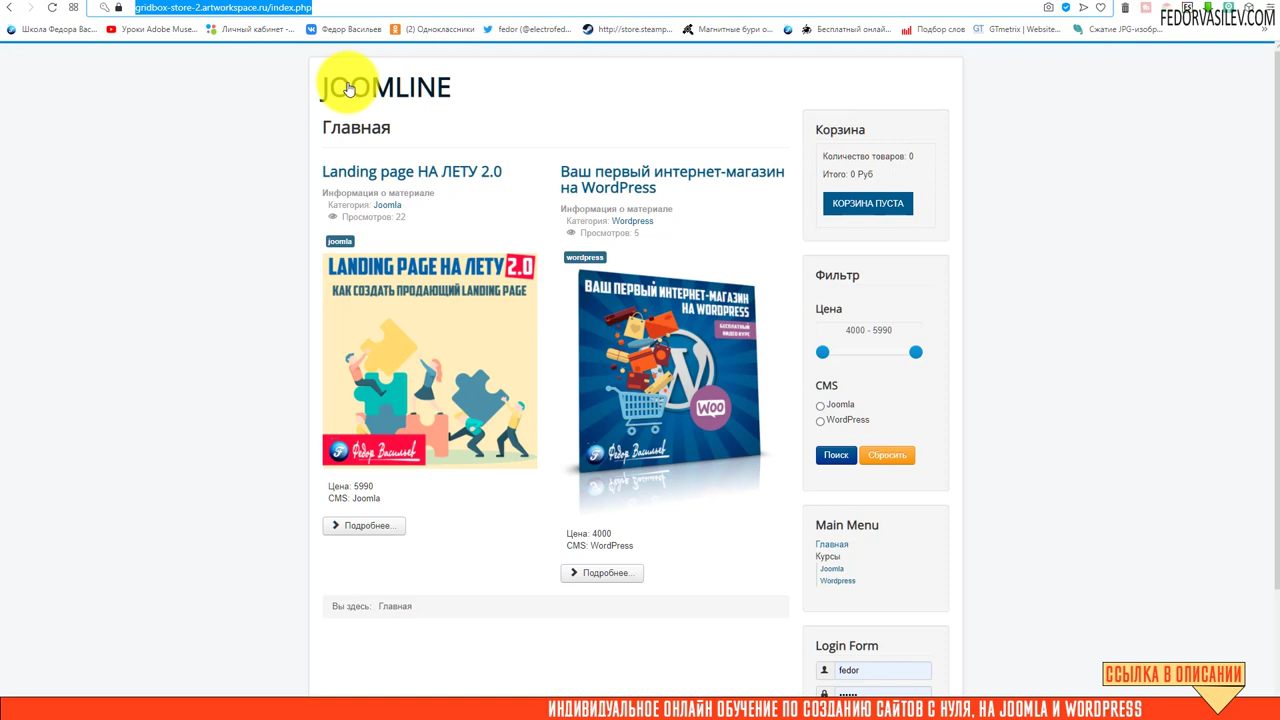 gridbox-store-2.artworkspace.ru/index.php
FEDORVASILEV.COM
Школа Федора Вас...
Уроки Adobe Muse...
Личный кабинет -...
Федор Васильев
(2) Одноклассники
fedor (@electrofed...
http://store.steamp...
Магнитные бури о...
Бесплатный онлай...
Подбор слов
GTmetrix | Website...
Сжатие JPG-изобр...
JOOMLINE
Главная
Landing page НА ЛЕТУ 2.0
Информация о материале
Категория: Joomla
Просмотров: 22
joomla
LANDING PAGE НА ЛЕТУ 2.0
КАК СОЗДАТЬ ПРОДАЮЩИЙ LANDING PAGE
Федор Васильев
Цена: 5990
CMS: Joomla
Подробнее...
Ваш первый интернет-магазин
на WordPress
Информация о материале
Категория: Wordpress
Просмотров: 5
wordpress
ВАШ ПЕРВЫЙ ИНТЕРНЕТ-МАГАЗИН
НА WORDPRESS
БЕСПЛАТНЫЙ
ВИДЕО КУРС
WOO
Федор Васильев
Цена: 4000
CMS: WordPress
Подробнее...
Вы здесь: Главная
Корзина
Количество товаров: 0
Итого: 0 Руб
КОРЗИНА ПУСТА
Фильтр
Цена
4000 - 5990
CMS
Joomla
WordPress
Поиск
Сбросить
Main Menu
Главная
Курсы
Joomla
Wordpress
Login Form
fedor
••••••
ССЫЛКА В ОПИСАНИИ
ИНДИВИДУАЛЬНОЕ ОНЛАЙН ОБУЧЕНИЕ ПО СОЗДАНИЮ САЙТОВ С НУЛЯ, НА JOOMLA И WORDPRESS